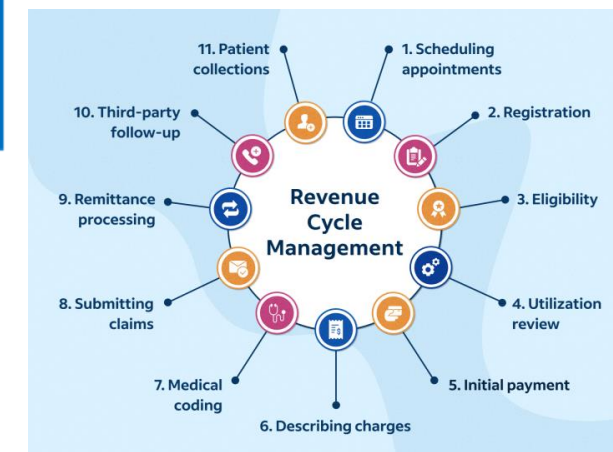 Revenue
Cycle
Management
1. Scheduling
appointments
2. Registration
3. Eligibility
4. Utilization
review
5. Initial payment
6. Describing charges
7. Medical
coding
8. Submitting
claims
9. Remittance
processing
10. Third-party
follow-up
11. Patient
collections